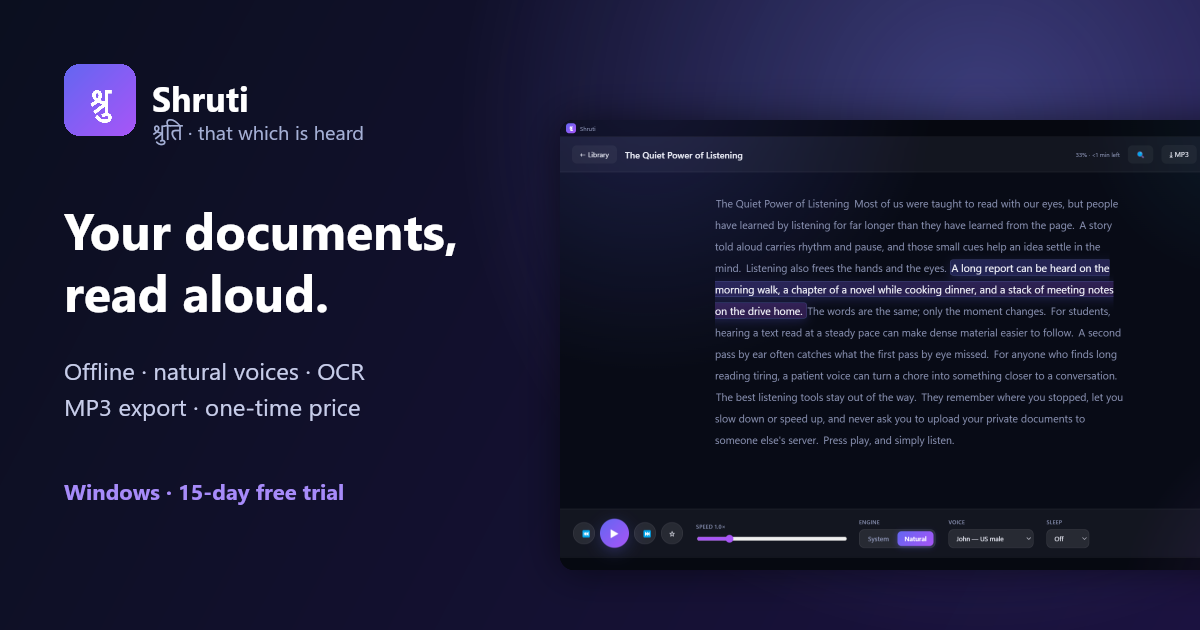 श्रु
Shruti
श्रुति · that which is heard
Your documents,
read aloud.
Offline · natural voices · OCR
MP3 export · one-time price
Windows · 15-day free trial
Shruti
← Library
The Quiet Power of Listening
33% · <1 min left
⤓ MP3
The Quiet Power of Listening Most of us were taught to read with our eyes, but people
have learned by listening for far longer than they have learned from the page. A story
told aloud carries rhythm and pause, and those small cues help an idea settle in the
mind. Listening also frees the hands and the eyes. A long report can be heard on the
morning walk, a chapter of a novel while cooking dinner, and a stack of meeting notes
on the drive home. The words are the same; only the moment changes. For students,
hearing a text read at a steady pace can make dense material easier to follow. A second
pass by ear often catches what the first pass by eye missed. For anyone who finds long
reading tiring, a patient voice can turn a chore into something closer to a conversation.
The best listening tools stay out of the way. They remember where you stopped, let you
slow down or speed up, and never ask you to upload your private documents to
someone else's server. Press play, and simply listen.
SPEED 1.0×
ENGINE
System
Natural
VOICE
John — US male
SLEEP
Off